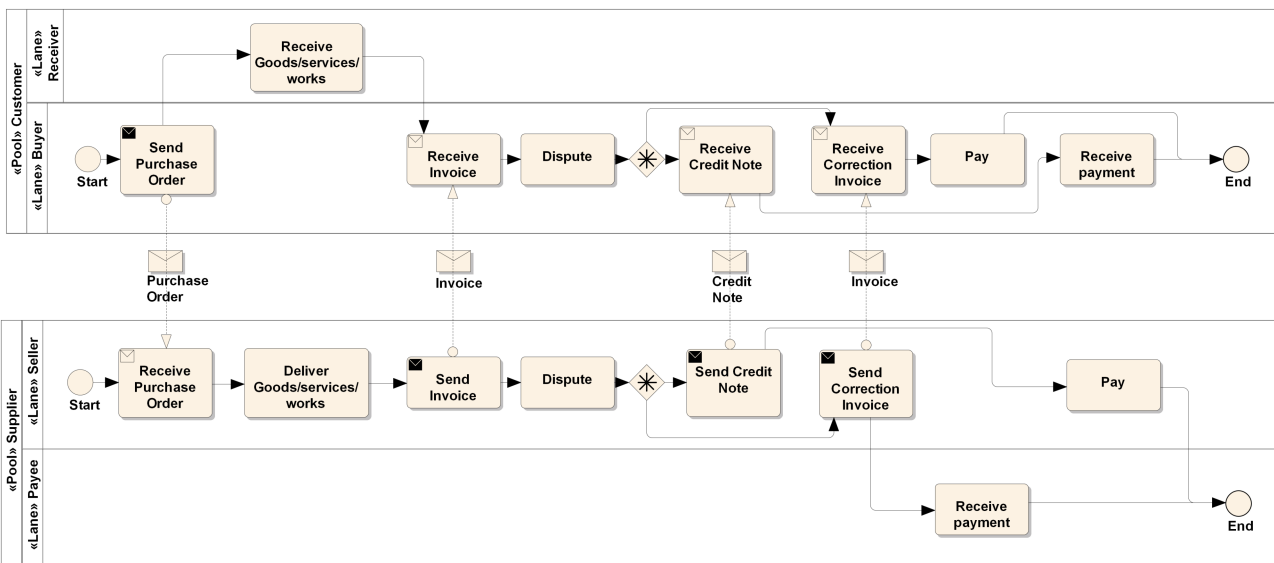 «Pool» Customer
«Lane»
Receiver
Receive
Goods/services/
works
«Lane» Buyer
Start
Send
Purchase
Order
Receive
Invoice
Dispute
Receive
Credit Note
Receive
Correction
Invoice
Pay
Receive
payment
End
Purchase
Order
Invoice
Credit
Note
Invoice
«Pool» Supplier
«Lane» Seller
Start
Receive
Purchase
Order
Deliver
Goods/services/
works
Send
Invoice
Dispute
Send Credit
Note
Send
Correction
Invoice
Pay
«Lane» Payee
Receive
payment
End